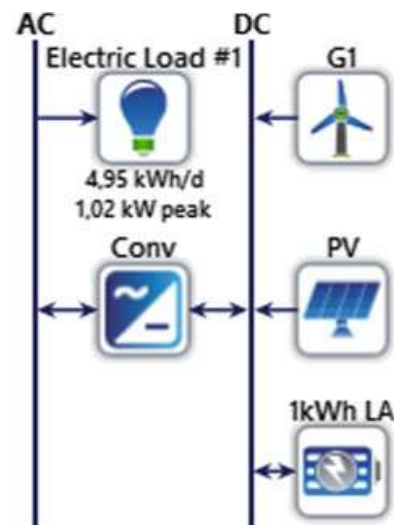 AC
DC
Electric Load #1
G1
4,95 kWh/d
1,02 kW peak
Conv
PV
1kWh LA